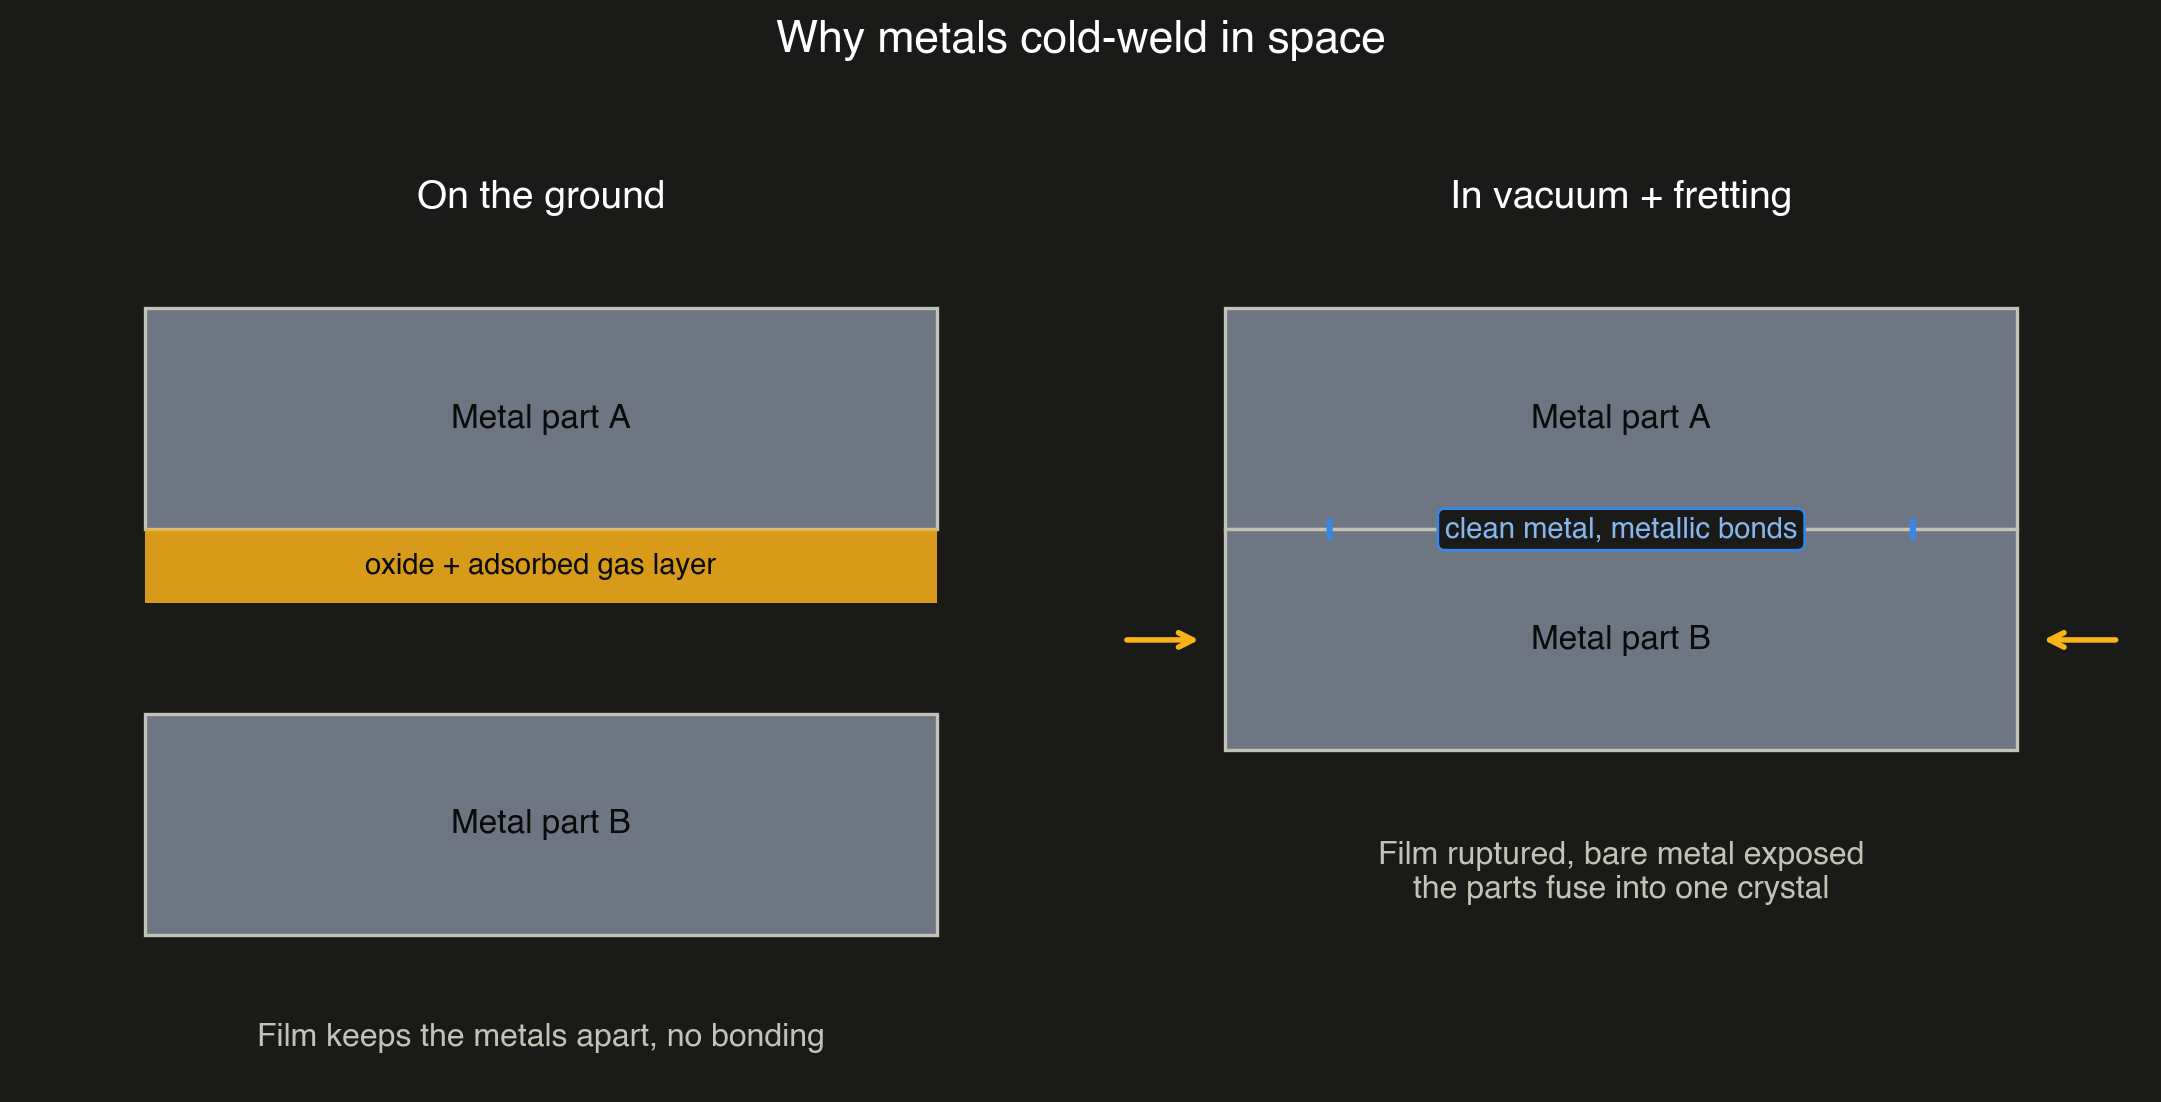 Why metals cold-weld in space
On the ground
Metal part A
oxide + adsorbed gas layer
Metal part B
Film keeps the metals apart, no bonding
In vacuum + fretting
Metal part A
clean metal, metallic bonds
Metal part B
Film ruptured, bare metal exposed
the parts fuse into one crystal